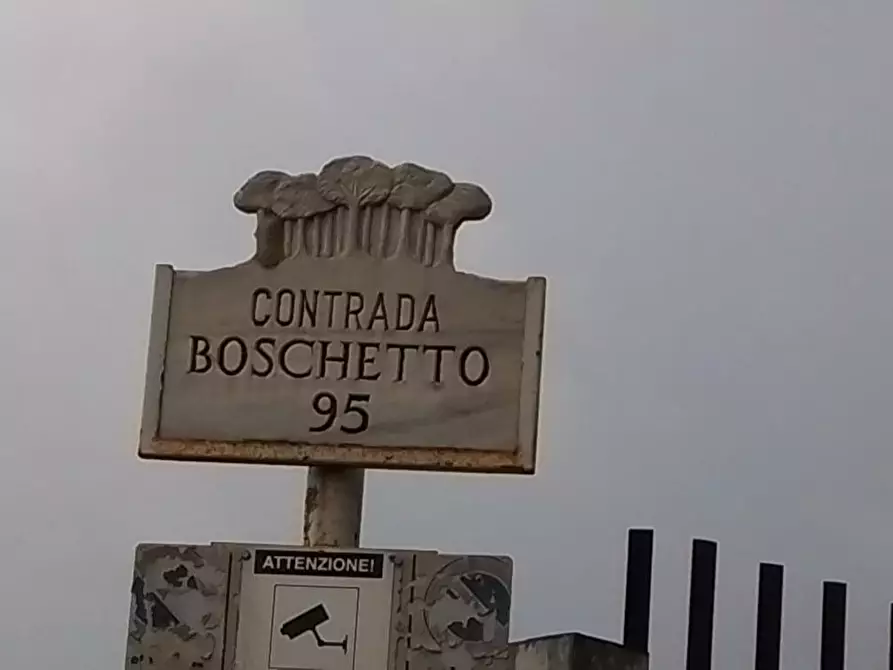 CONTRADA
BOSCHETTO
95
ATTENZIONE!